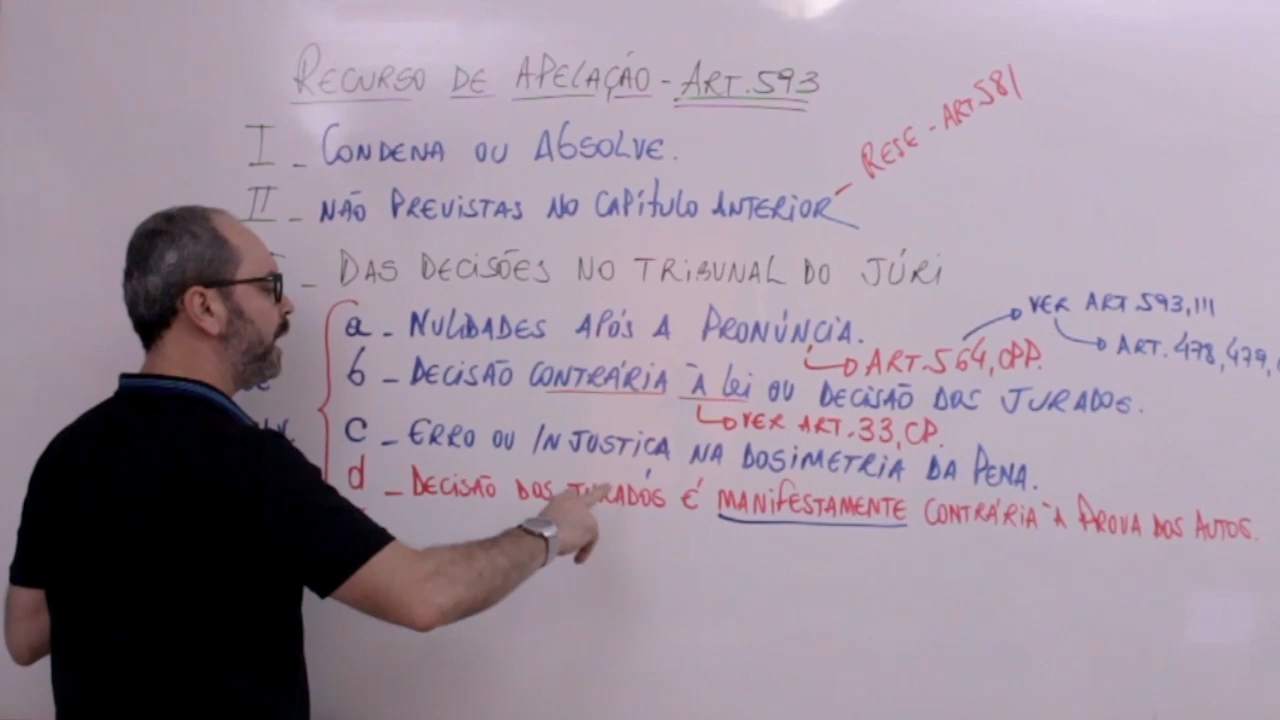 RECURSO DE APELAÇÃO - ART. 593
I - CONDENA OU ABSOLVE.
II - NÃO PREVISTAS NO CAPÍTULO ANTERIOR - RESE - ART 581
- DAS DECISÕES NO TRIBUNAL DO JÚRI
a - NULIDADES APÓS A PRONÚNCIA.
VER ART 593, III
ART. 478, 479,
ART. 564, CPP.
b - DECISÃO CONTRÁRIA À LEI OU DECISÃO DOS JURADOS.
VER ART. 33, CP.
C - ERRO OU INJUSTIÇA NA DOSIMETRIA DA PENA.
d - DECISÃO DOS JURADOS É MANIFESTAMENTE CONTRÁRIA À PROVA DOS AUTOS.